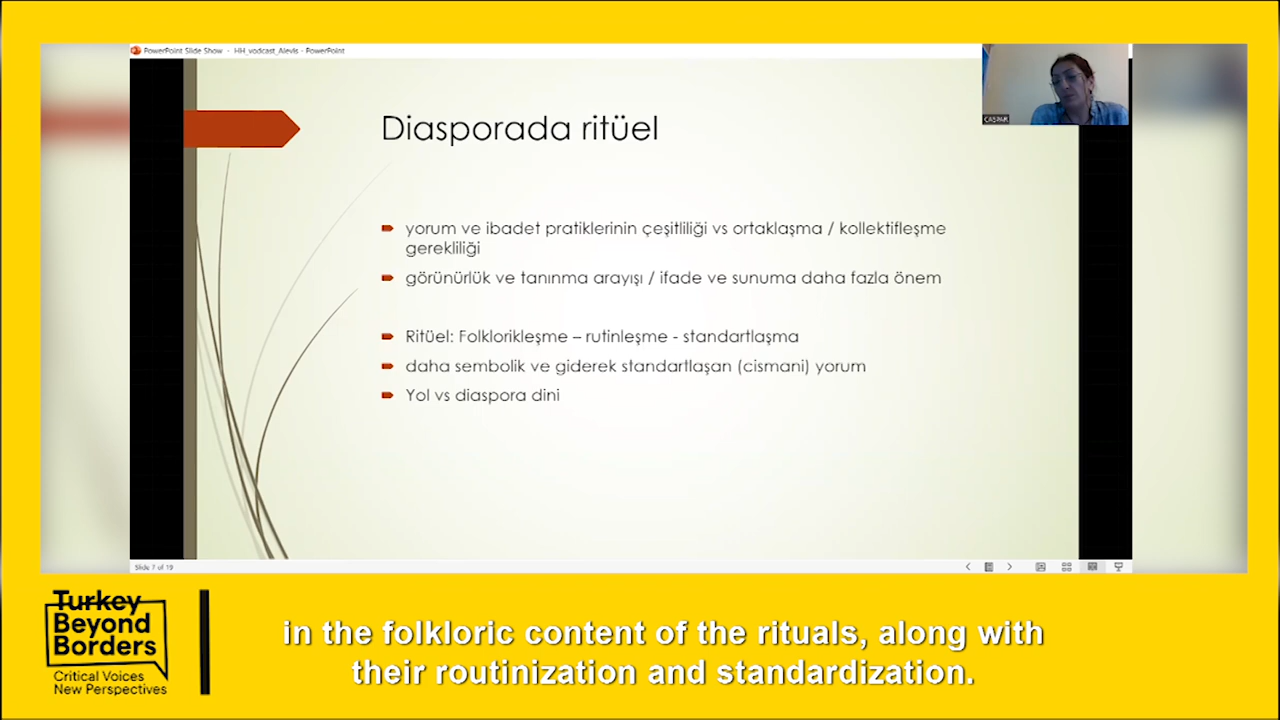 PowerPoint Slide Show - HH_vodcast_Alevis - PowerPoint
CASPAR
Diasporada ritüel
yorum ve ibadet pratiklerinin çeşitliliği vs ortaklaşma / kollektifleşme
gerekliliği
görünürlük ve tanınma arayışı / ifade ve sunuma daha fazla önem
Ritüel: Folklorikleşme – rutinleşme - standartlaşma
daha sembolik ve giderek standartlaşan (cismani) yorum
Yol vs diaspora dini
Slide 7 of 19
Turkey
Beyond
Borders
Critical Voices
New Perspectives
in the folkloric content of the rituals, along with
their routinization and standardization.